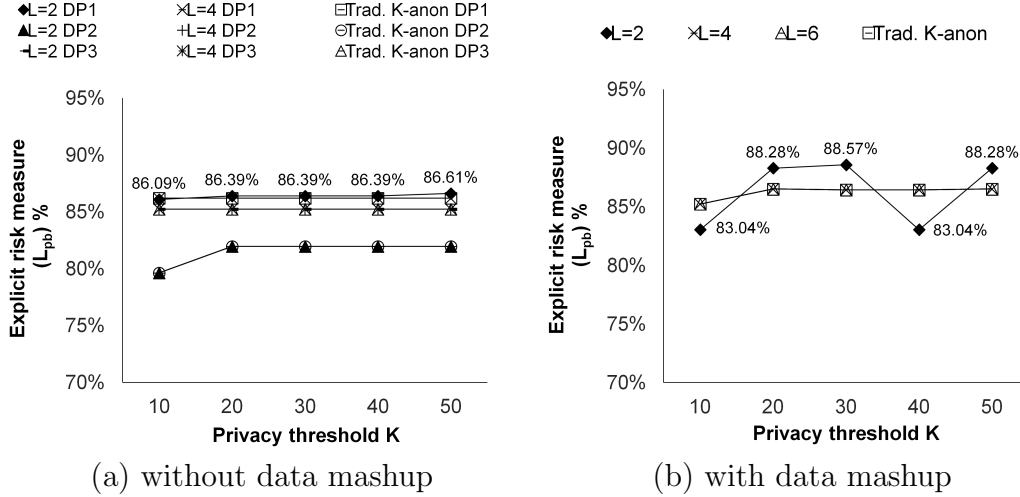 L=2 DP1 L=4 DP1 Trad. K-anon DP1
L=2 DP2 L=4 DP2 Trad. K-anon DP2
L=2 DP3 L=4 DP3 Trad. K-anon DP3
95%
90%
85%
80%
75%
70%
Explicit risk measure
(Lpb) %
86.09% 86.39% 86.39% 86.39% 86.61%
10 20 30 40 50
Privacy threshold K
(a) without data mashup
L=2 L=4 L=6 Trad. K-anon
95%
90%
85%
80%
75%
70%
Explicit risk measure
(Lpb) %
88.28% 88.57% 88.28%
83.04% 83.04%
10 20 30 40 50
Privacy threshold K
(b) with data mashup